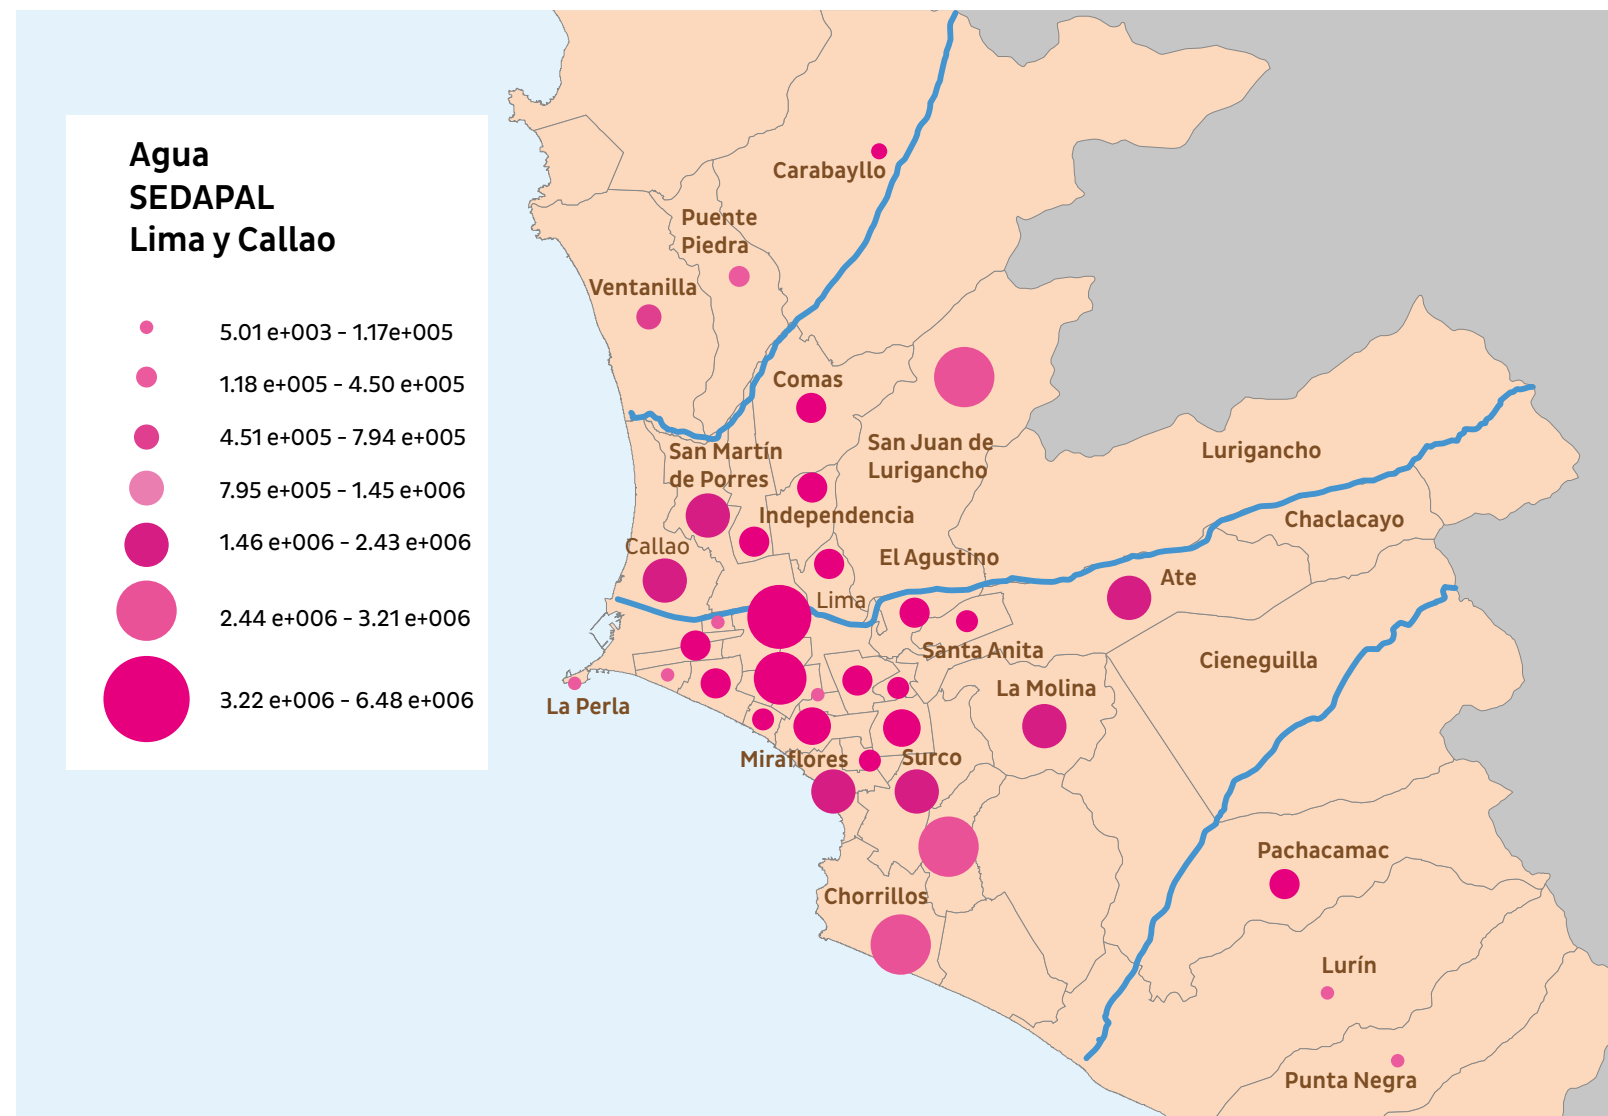 Agua
SEDAPAL
Lima y Callao
5.01 e+003 - 1.17e+005
1.18 e+005 - 4.50 e+005
4.51 e+005 - 7.94 e+005
7.95 e+005 - 1.45 e+006
1.46 e+006 - 2.43 e+006
2.44 e+006 - 3.21 e+006
3.22 e+006 - 6.48 e+006
Carabayllo
Puente
Piedra
Ventanilla
Comas
San Juan de
Lurigancho
San Martín
de Porres
Lurigancho
Independencia
Chaclacayo
Callao
El Agustino
Ate
Lima
Santa Anita
Cieneguilla
La Molina
La Perla
Miraflores
Surco
Pachacamac
Chorrillos
Lurín
Punta Negra